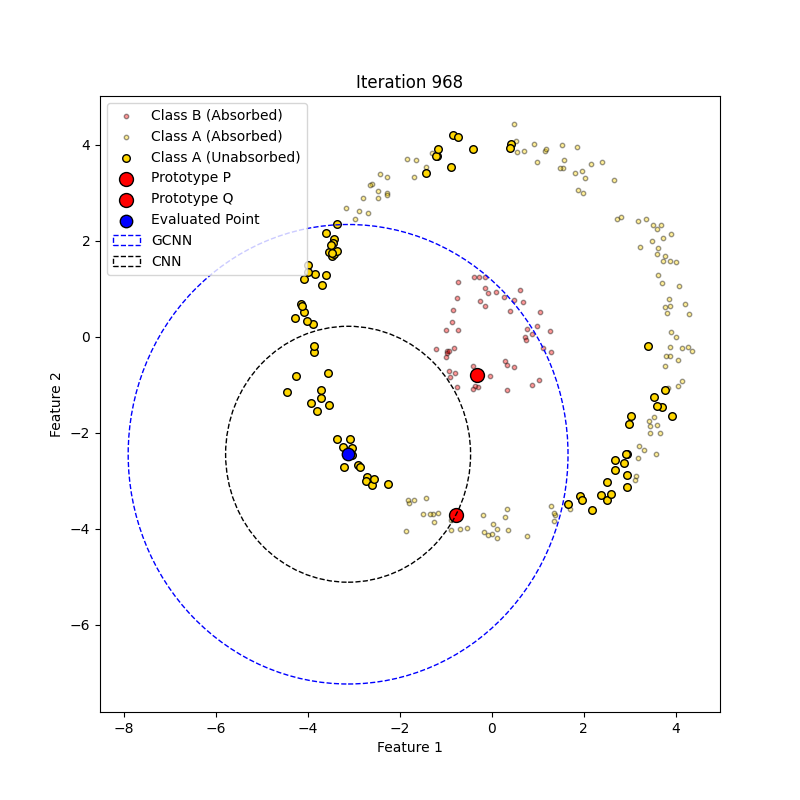 Iteration 968
Class B (Absorbed)
Class A (Absorbed)
Class A (Unabsorbed)
Prototype P
Prototype Q
Evaluated Point
GCNN
CNN
4
2
0
−2
−4
−6
Feature 2
−8 −6 −4 −2 0 2 4
Feature 1